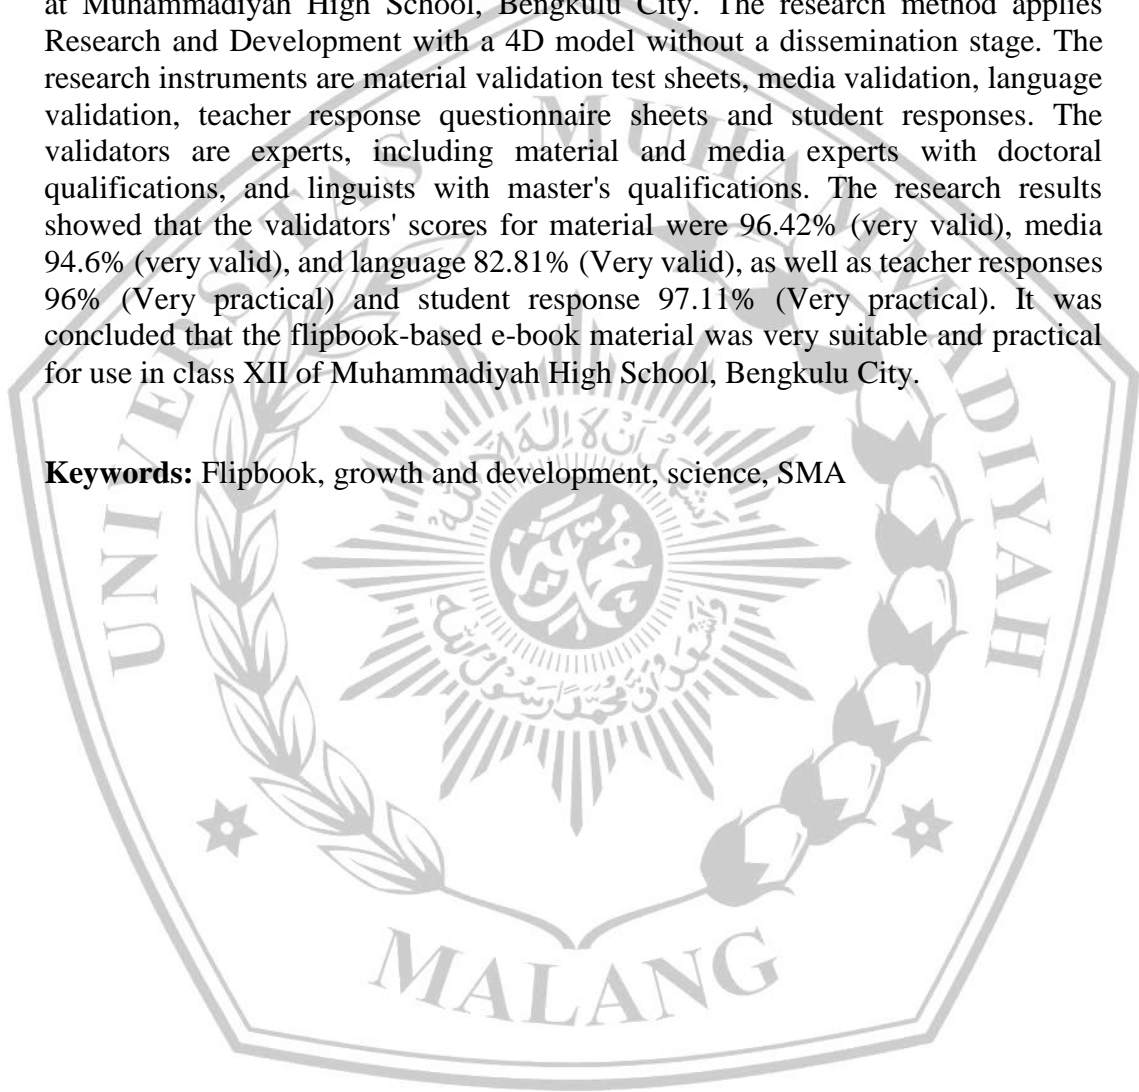 at Muhammadiyah High School, Bengkulu City. The research method applies
Research and Development with a 4D model without a dissemination stage. The
research instruments are material validation test sheets, media validation, language
validation, teacher response questionnaire sheets and student responses. The
validators are experts, including material and media experts with doctoral
qualifications, and linguists with master's qualifications. The research results
showed that the validators' scores for material were 96.42% (very valid), media
94.6% (very valid), and language 82.81% (Very valid), as well as teacher responses
96% (Very practical) and student response 97.11% (Very practical). It was
concluded that the flipbook-based e-book material was very suitable and practical
for use in class XII of Muhammadiyah High School, Bengkulu City.
Keywords: Flipbook, growth and development, science, SMA
UNIVERSITAS MUHAMMADIYAH
MALANG